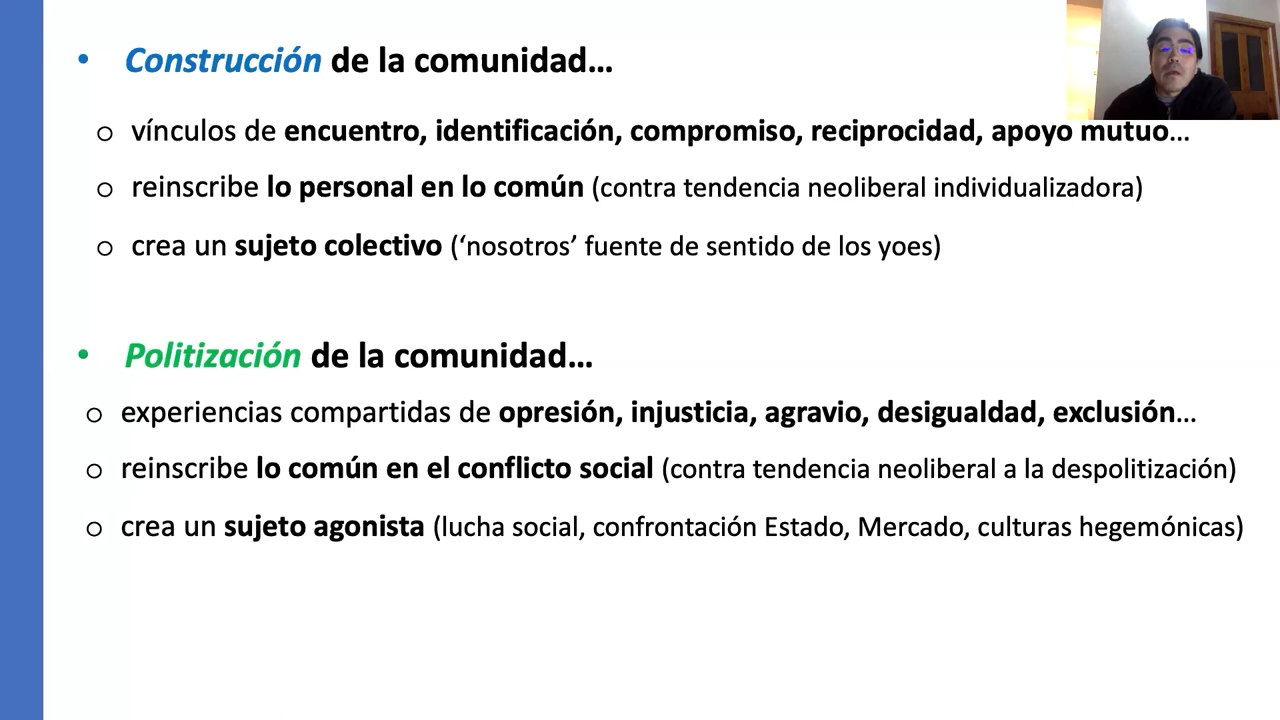 • Construcción de la comunidad...
o vínculos de encuentro, identificación, compromiso, reciprocidad, apoyo mutuo...
o reinscribe lo personal en lo común (contra tendencia neoliberal individualizadora)
o crea un sujeto colectivo (‘nosotros’ fuente de sentido de los yoes)
• Politización de la comunidad...
o experiencias compartidas de opresión, injusticia, agravio, desigualdad, exclusión...
o reinscribe lo común en el conflicto social (contra tendencia neoliberal a la despolitización)
o crea un sujeto agonista (lucha social, confrontación Estado, Mercado, culturas hegemónicas)